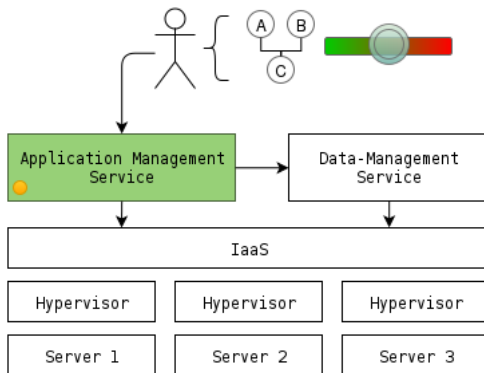 A B
C
Application Management
Service
Data-Management
Service
IaaS
Hypervisor Hypervisor Hypervisor
Server 1 Server 2 Server 3